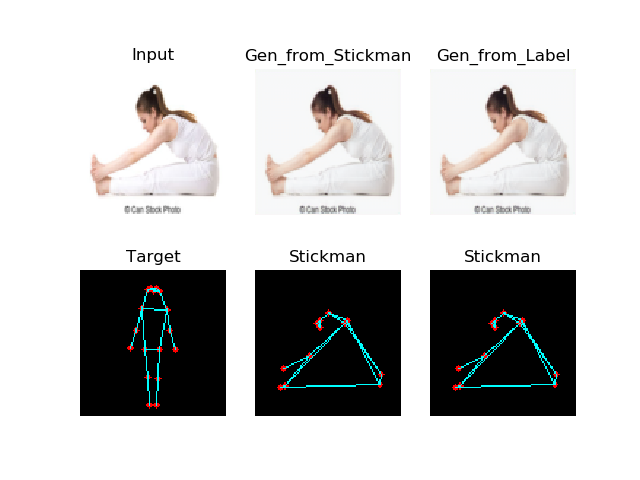 Input
Gen_from_Stickman
Gen_from_Label
© Can Stock Photo
© Can Stock Photo
© Can Stock Photo
Target
Stickman
Stickman